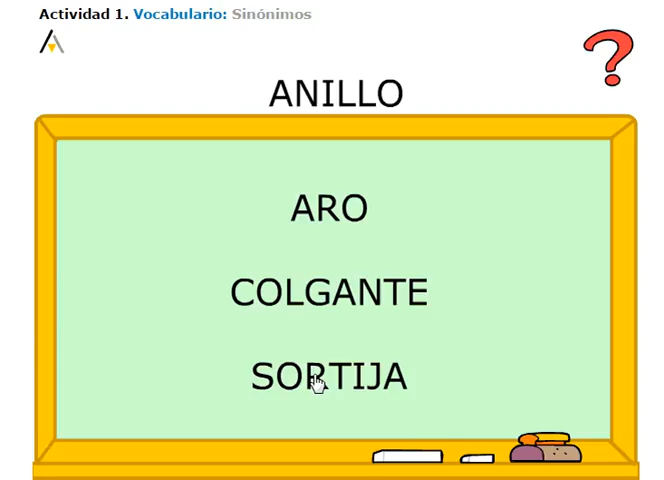 Actividad 1. Vocabulario: Sinónimos
?
ANILLO
ARO
COLGANTE
SORTIJA